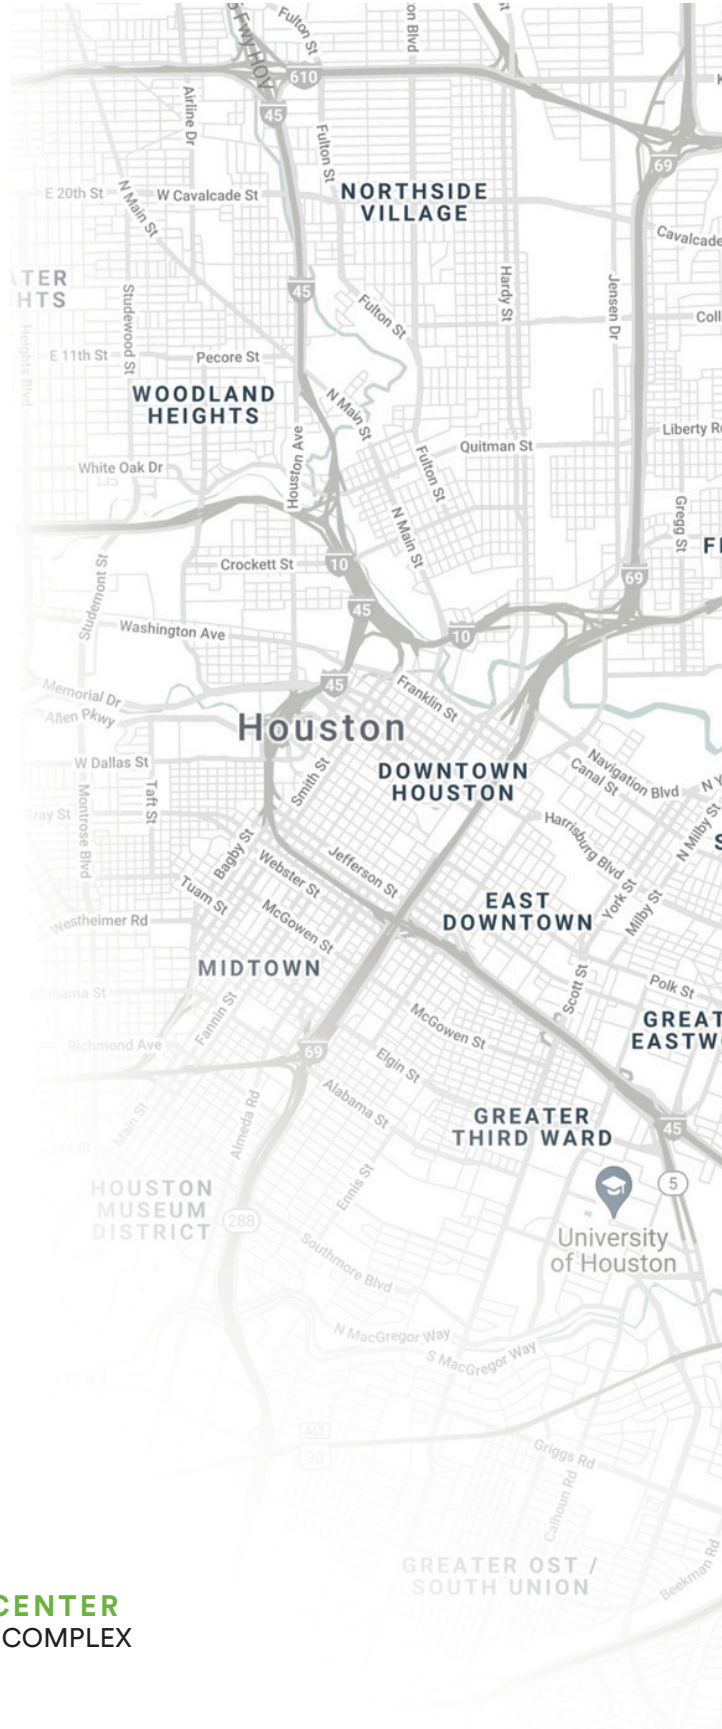 Fulton St
on Blvd
Fwy HOV
610
45
Airline Dr
Fulton St
69
E 20th St
N Main St
W Cavalcade St
NORTHSIDE
VILLAGE
Cavalcade
ATER
HTS
45
Studewood St
Hardy St
Jensen Dr
Fulton St
Coll
Heights Blvd
E 11th St
Pecore St
WOODLAND
HEIGHTS
N Main St
Houston Ave
Quitman St
Liberty R
White Oak Dr
Fulton St
Gregg St
N Main St
Crockett St
10
69
Studemont St
45
Washington Ave
10
45
Memorial Dr
Allen Pkwy
Franklin St
Houston
W Dallas St
Smith St
DOWNTOWN
HOUSTON
Navigation Blvd
Canal St
N Y
Taft St
Montrose Blvd
Gray St
N Milby St
Harrisburg Blvd
Bagby St
Webster St
Jefferson St
Tuam St
York St
Milby St
EAST
DOWNTOWN
McGowen St
Westheimer Rd
MIDTOWN
Scott St
Polk St
abama St
Fannin St
McGowen St
GREAT
EASTW
Richmond Ave
69
Elgin St
Alabama St
Main St
Almeda Rd
GREATER
THIRD WARD
45
5
Ennis St
HOUSTON
MUSEUM
DISTRICT
288
University
of Houston
Southmore Blvd
N MacGregor Way
S MacGregor Way
ALT
90
Griggs Rd
Calhoun Rd
GREATER OST /
SOUTH UNION
Beekman Rd
CENTER
COMPLEX